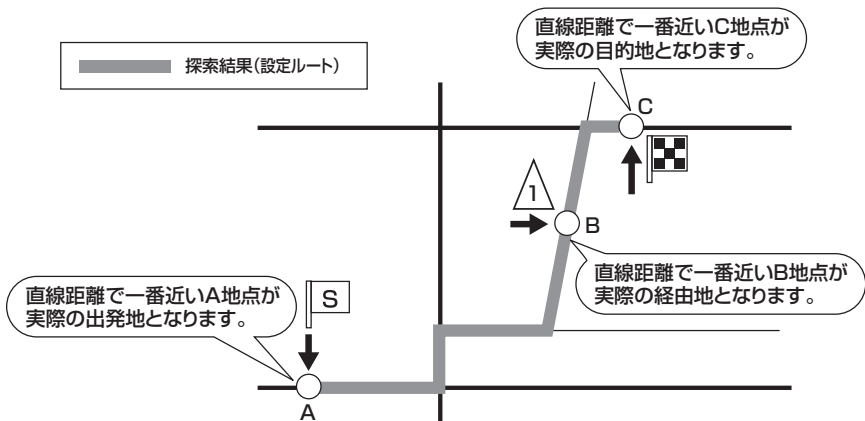 直線距離で一番近いC地点が
実際の目的地となります。
探索結果(設定ルート)
C
1
B
直線距離で一番近いB地点が
実際の経由地となります。
直線距離で一番近いA地点が
実際の出発地となります。
S
A